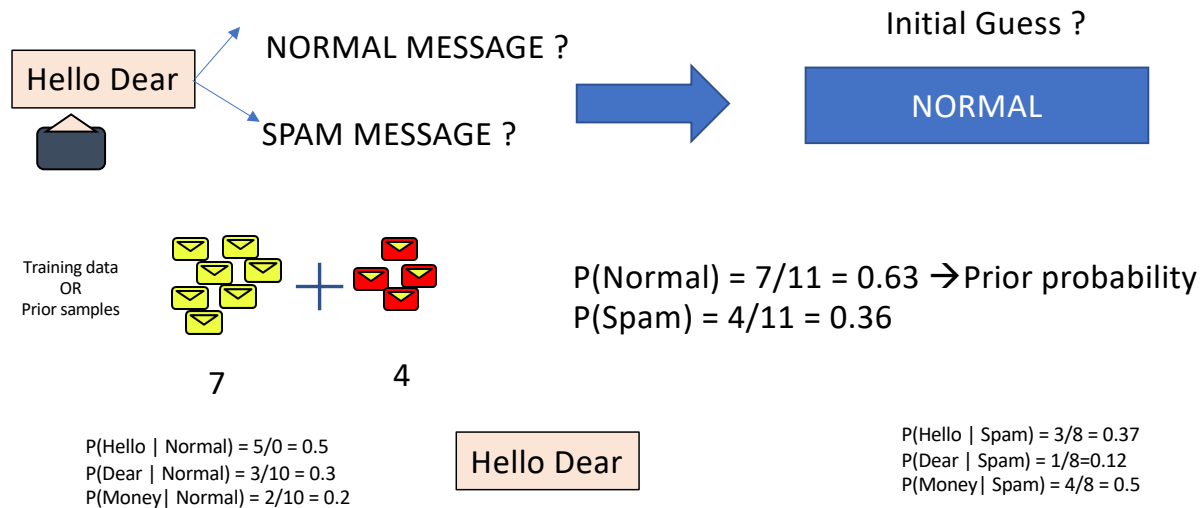 Initial Guess ?
NORMAL MESSAGE ?
Hello Dear
NORMAL
SPAM MESSAGE ?
Training data
OR
Prior samples
P(Normal) = 7/11 = 0.63 → Prior probability
P(Spam) = 4/11 = 0.36
7
4
P(Hello | Normal) = 5/0 = 0.5
P(Dear | Normal) = 3/10 = 0.3
P(Money| Normal) = 2/10 = 0.2
Hello Dear
P(Hello | Spam) = 3/8 = 0.37
P(Dear | Spam) = 1/8=0.12
P(Money| Spam) = 4/8 = 0.5